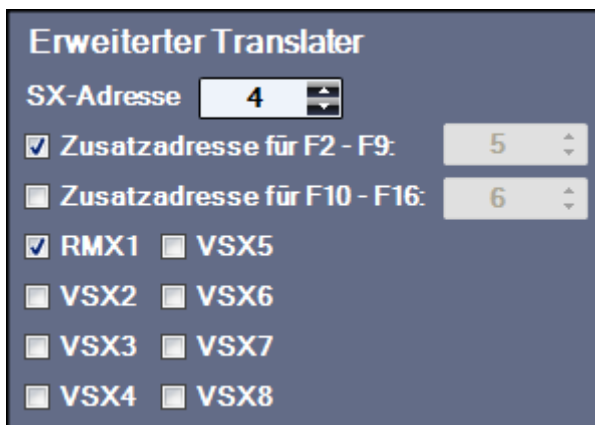 Erweiterter Translater
SX-Adresse 4
Zusatzadresse für F2 - F9: 5
Zusatzadresse für F10 - F16: 6
RMX1 VSX5
VSX2 VSX6
VSX3 VSX7
VSX4 VSX8